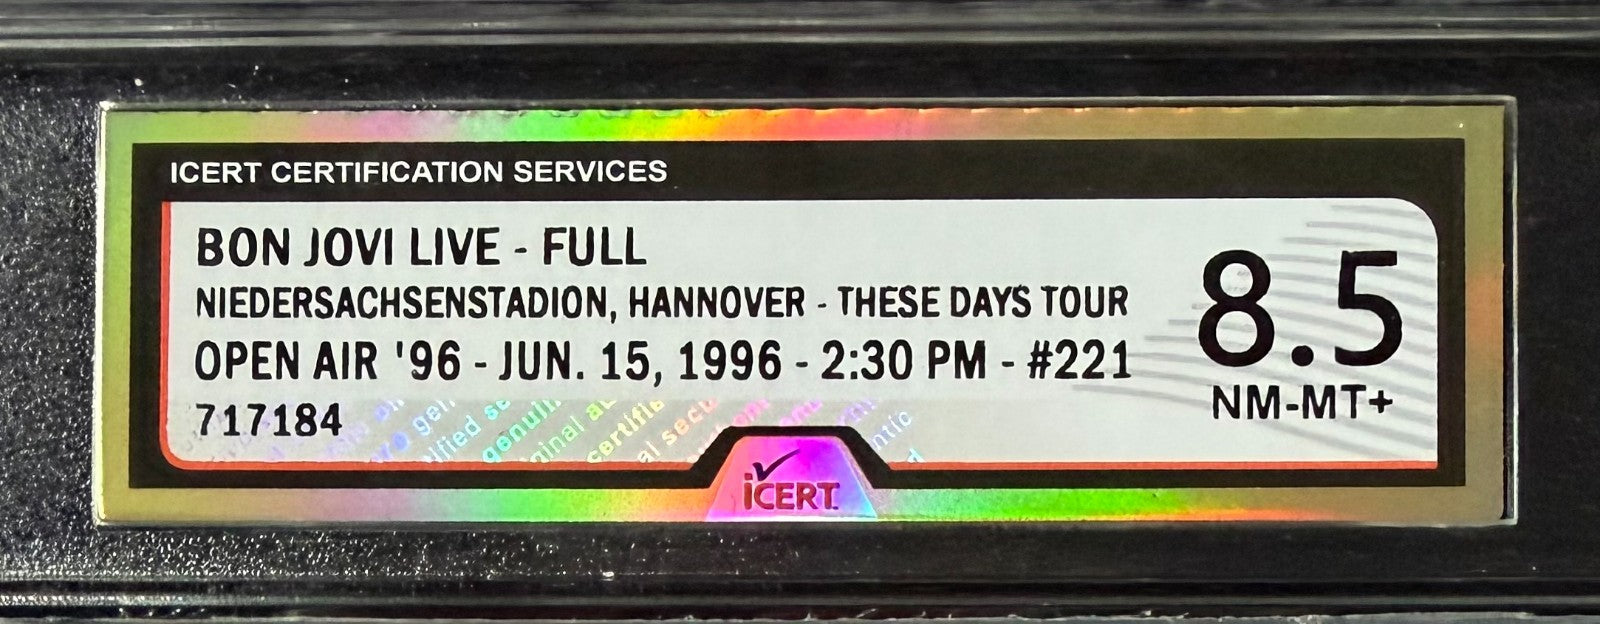 ICERT CERTIFICATION SERVICES
BON JOVI LIVE - FULL
NIEDERSACHSENSTADION, HANNOVER - THESE DAYS TOUR
OPEN AIR '96 - JUN. 15, 1996 - 2:30 PM - #221
717184
8.5
NM-MT+
iCERT